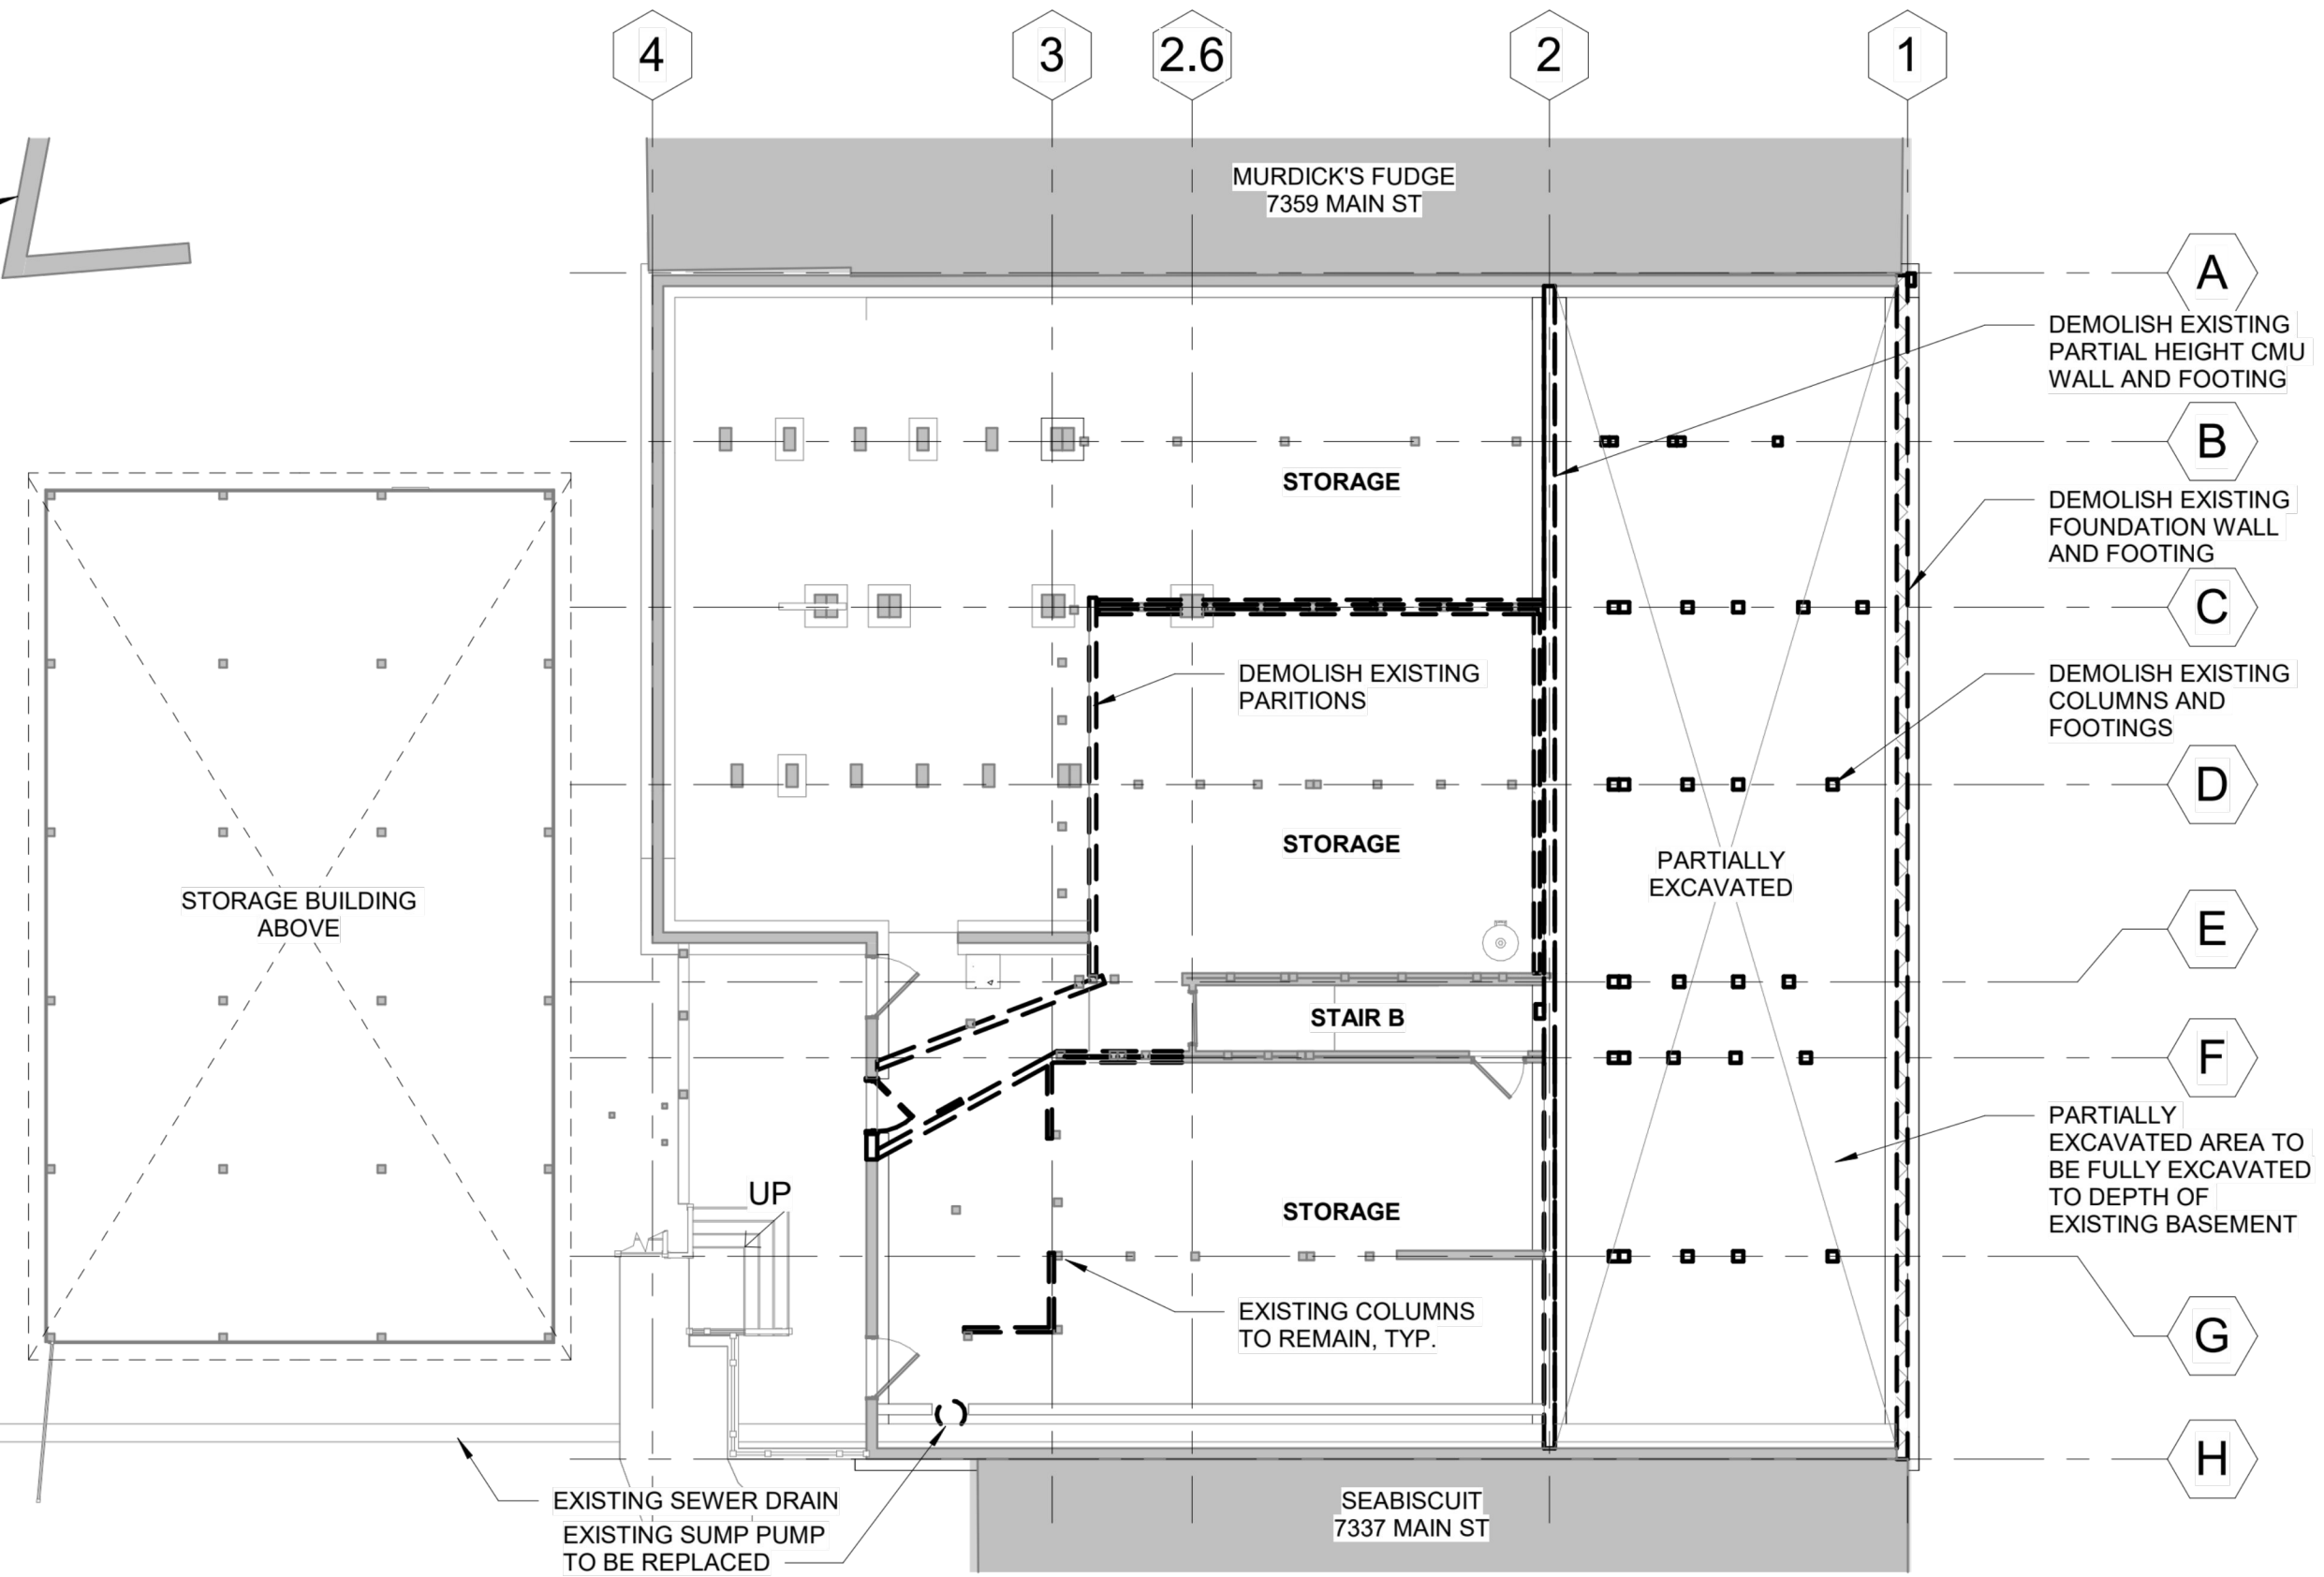 4
3
2.6
2
1
MURDICK'S FUDGE
7359 MAIN ST
A
DEMOLISH EXISTING
PARTIAL HEIGHT CMU
WALL AND FOOTING
B
STORAGE
DEMOLISH EXISTING
FOUNDATION WALL
AND FOOTING
C
DEMOLISH EXISTING
PARITIONS
DEMOLISH EXISTING
COLUMNS AND
FOOTINGS
D
STORAGE
PARTIALLY
EXCAVATED
STORAGE BUILDING
ABOVE
E
STAIR B
F
PARTIALLY
EXCAVATED AREA TO
BE FULLY EXCAVATED
TO DEPTH OF
EXISTING BASEMENT
UP
STORAGE
EXISTING COLUMNS
TO REMAIN, TYP.
G
H
EXISTING SEWER DRAIN
EXISTING SUMP PUMP
TO BE REPLACED
SEABISCUIT
7337 MAIN ST